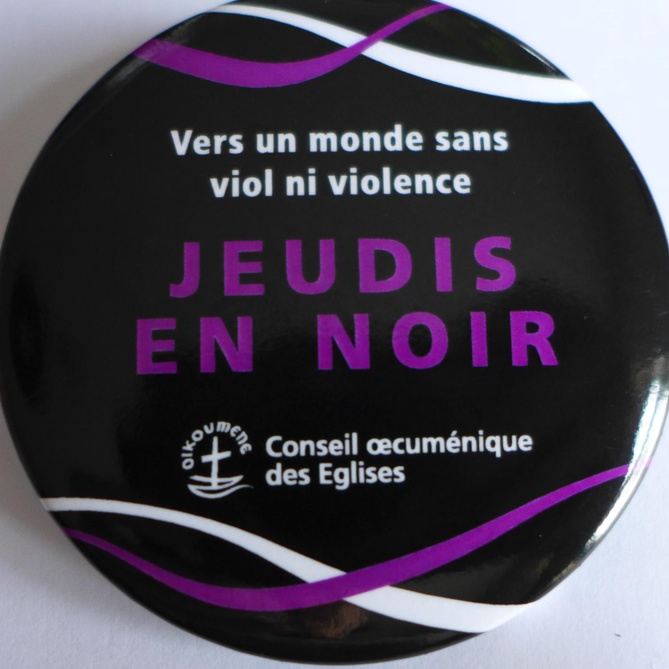 Vers un monde sans
viol ni violence
JEUDIS
EN NOIR
OIKOUMENE
Conseil œcuménique
des Eglises